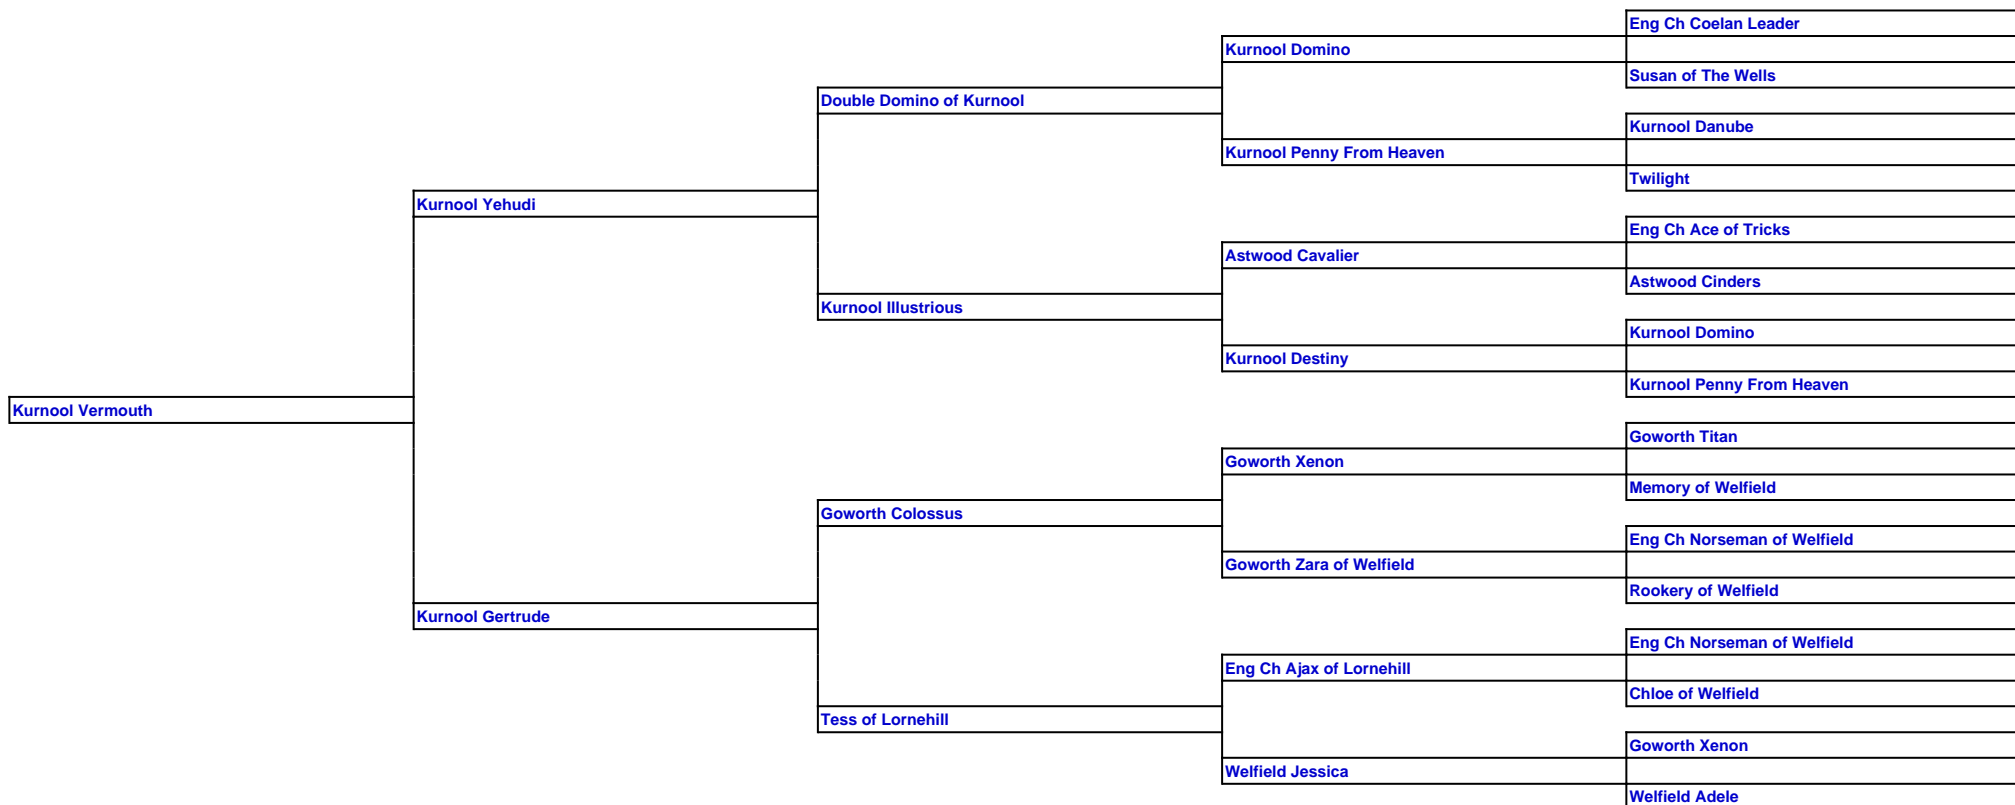 Eng Ch Coelan Leader
Kurnool Domino
Susan of The Wells
Double Domino of Kurnool
Kurnool Danube
Kurnool Penny From Heaven
Twilight
Kurnool Yehudi
Eng Ch Ace of Tricks
Astwood Cavalier
Astwood Cinders
Kurnool Illustrious
Kurnool Domino
Kurnool Destiny
Kurnool Penny From Heaven
Kurnool Vermouth
Goworth Titan
Goworth Xenon
Memory of Welfield
Goworth Colossus
Eng Ch Norseman of Welfield
Goworth Zara of Welfield
Rookery of Welfield
Kurnool Gertrude
Eng Ch Norseman of Welfield
Eng Ch Ajax of Lornehill
Chloe of Welfield
Tess of Lornehill
Goworth Xenon
Welfield Jessica
Welfield Adele